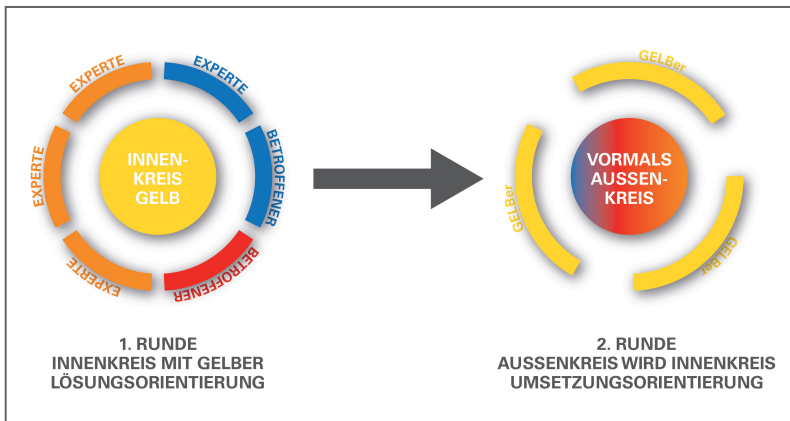 EXPERTE
EXPERTE
EXPERTE
BETROFFENER
EXPERTE
BETROFFENER
INNEN-
KREIS
GELB
1. RUNDE
INNENKREIS MIT GELBER
LÖSUNGSORIENTIERUNG
GELBer
GELBer
GELBer
VORMALS
AUSSEN-
KREIS
2. RUNDE
AUSSENKREIS WIRD INNENKREIS
UMSETZUNGSORIENTIERUNG